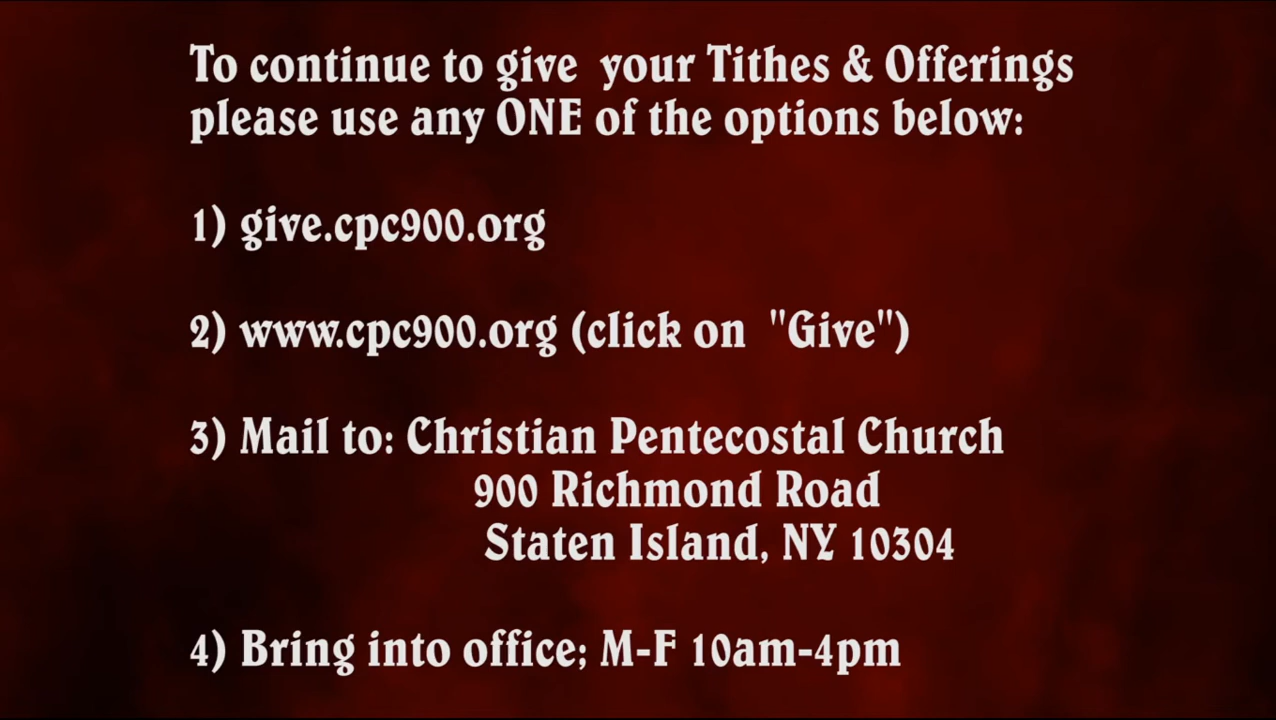 To continue to give  your Tithes & Offerings
please use any ONE of the options below:
1) give.cpc900.org
2) www.cpc900.org (click on  "Give")
3) Mail to: Christian Pentecostal Church
900 Richmond Road
Staten Island, NY 10304
4) Bring into office; M-F 10am-4pm